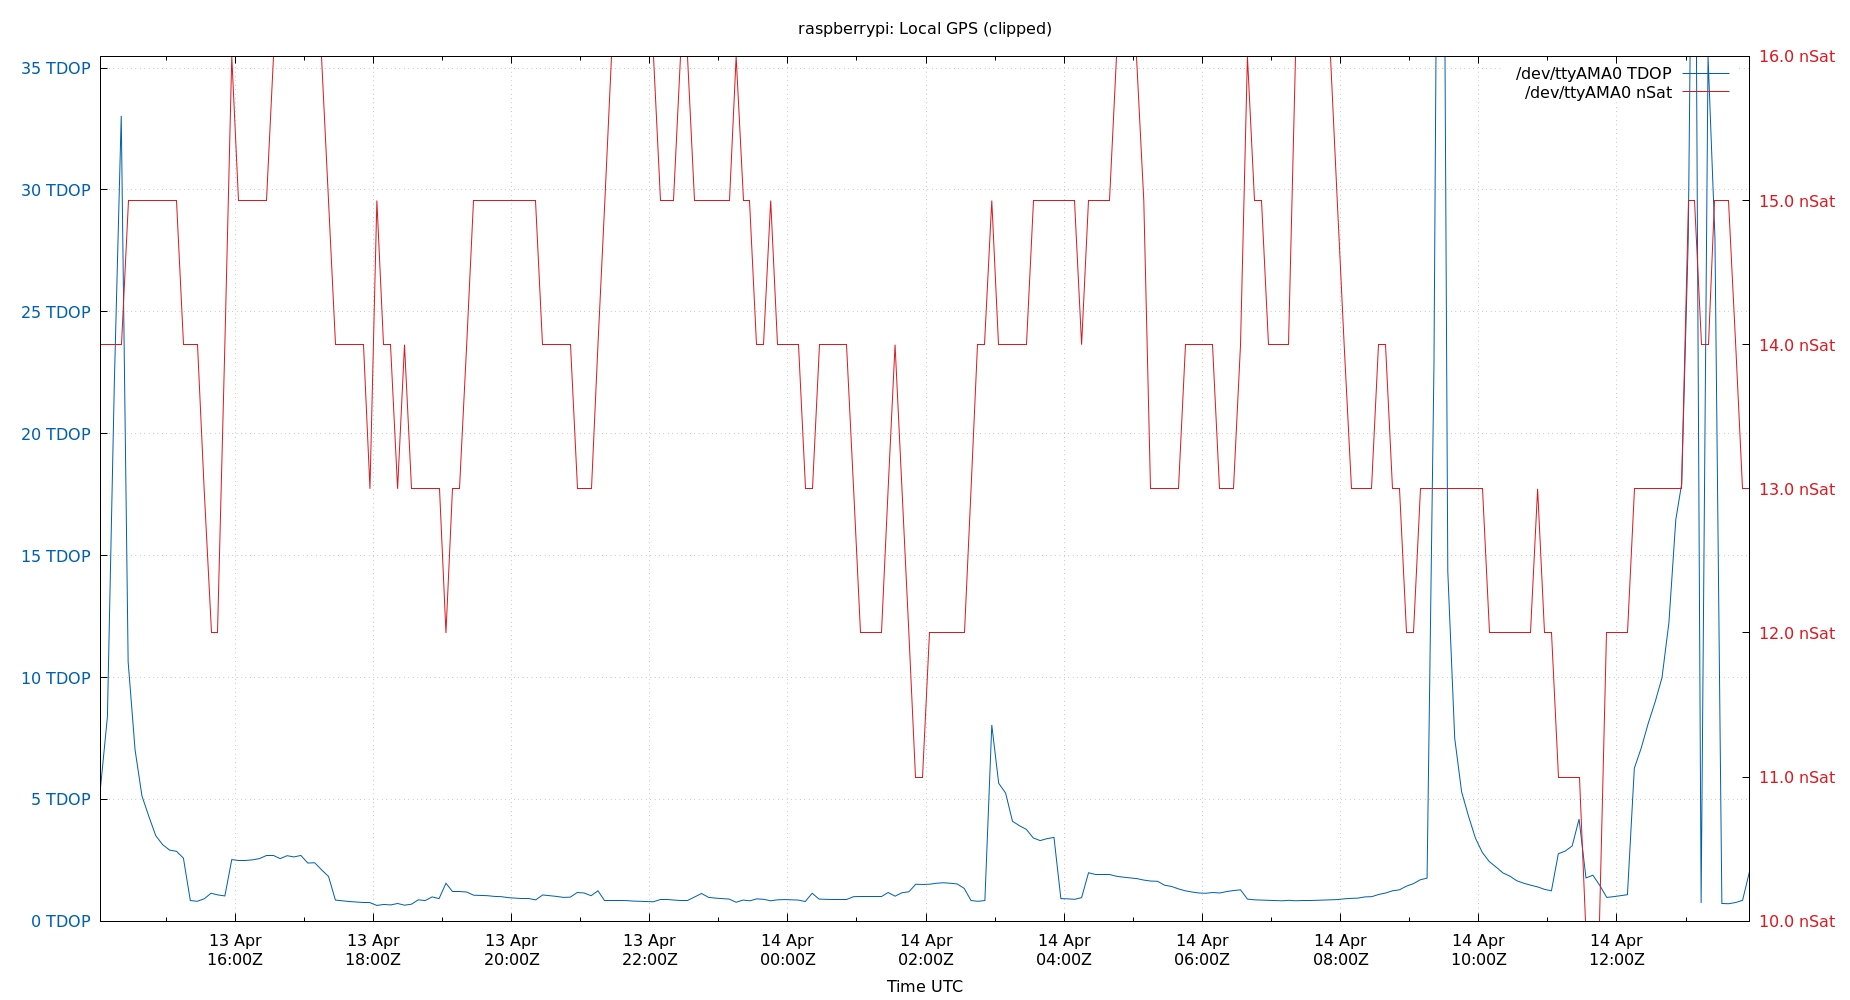 raspberrypi: Local GPS (clipped)
/dev/ttyAMA0 TDOP
/dev/ttyAMA0 nSat
35 TDOP
30 TDOP
25 TDOP
20 TDOP
15 TDOP
10 TDOP
5 TDOP
0 TDOP
16.0 nSat
15.0 nSat
14.0 nSat
13.0 nSat
12.0 nSat
11.0 nSat
10.0 nSat
13 Apr
16:00Z
13 Apr
18:00Z
13 Apr
20:00Z
13 Apr
22:00Z
14 Apr
00:00Z
14 Apr
02:00Z
14 Apr
04:00Z
14 Apr
06:00Z
14 Apr
08:00Z
14 Apr
10:00Z
14 Apr
12:00Z
Time UTC